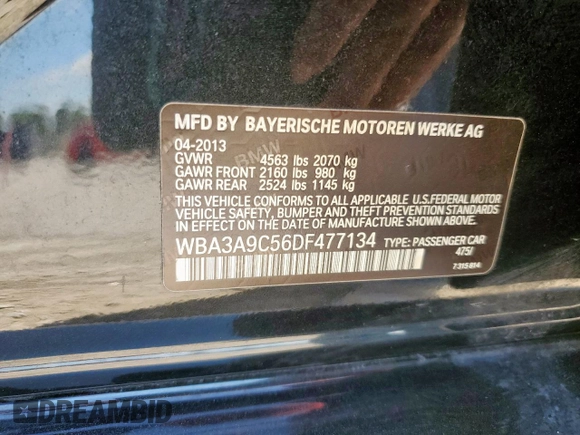 MFD BY BAYERISCHE MOTOREN WERKE AG
04-2013
GVWR 4563 lbs 2070 kg
GAWR FRONT 2160 lbs 980 kg
GAWR REAR 2524 lbs 1145 kg
THIS VEHICLE CONFORMS TO ALL APPLICABLE U.S.FEDERAL MOTOR
VEHICLE SAFETY, BUMPER AND THEFT PREVENTION STANDARDS IN
EFFECT ON THE DATE OF MANUFACTURE SHOWN ABOVE.
WBA3A9C56DF477134 TYPE: PASSENGER CAR
475/
7315814
DREAMBID